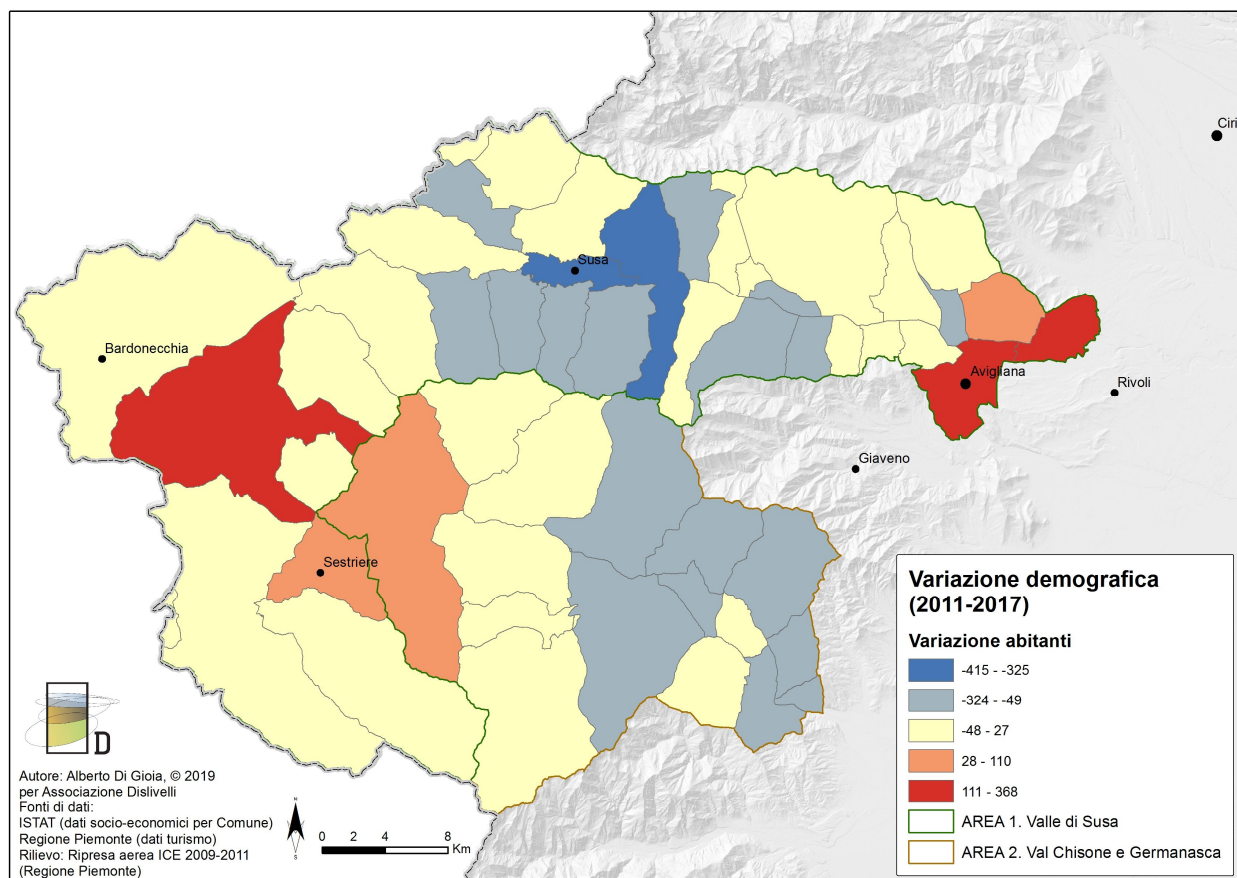 Ciri
Susa
Bardonecchia
Avigliana
Rivoli
Giaveno
Sestriere
Variazione demografica
(2011-2017)
Variazione abitanti
-415 - -325
-324 - -49
-48 - 27
28 - 110
111 - 368
AREA 1. Valle di Susa
AREA 2. Val Chisone e Germanasca
D
Autore: Alberto Di Gioia, © 2019
per Associazione Dislivelli
Fonti di dati:
ISTAT (dati socio-economici per Comune)
Regione Piemonte (dati turismo)
Rilievo: Ripresa aerea ICE 2009-2011
(Regione Piemonte)
N
S
0 2 4 8
Km